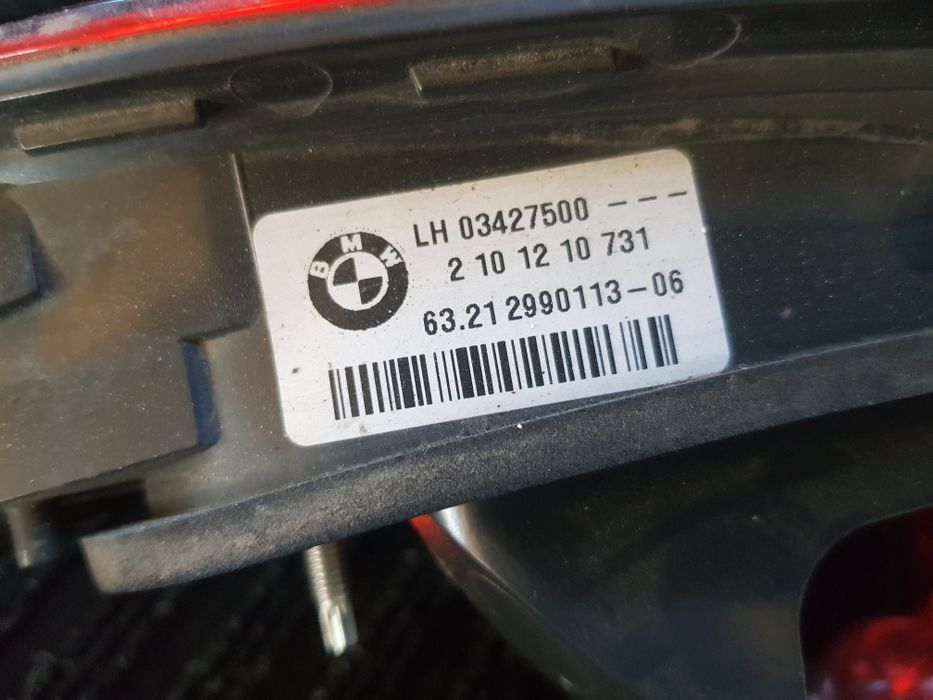 BMW
LH 03427500 ---
2 10 12 10 731
63.21 2990113-06